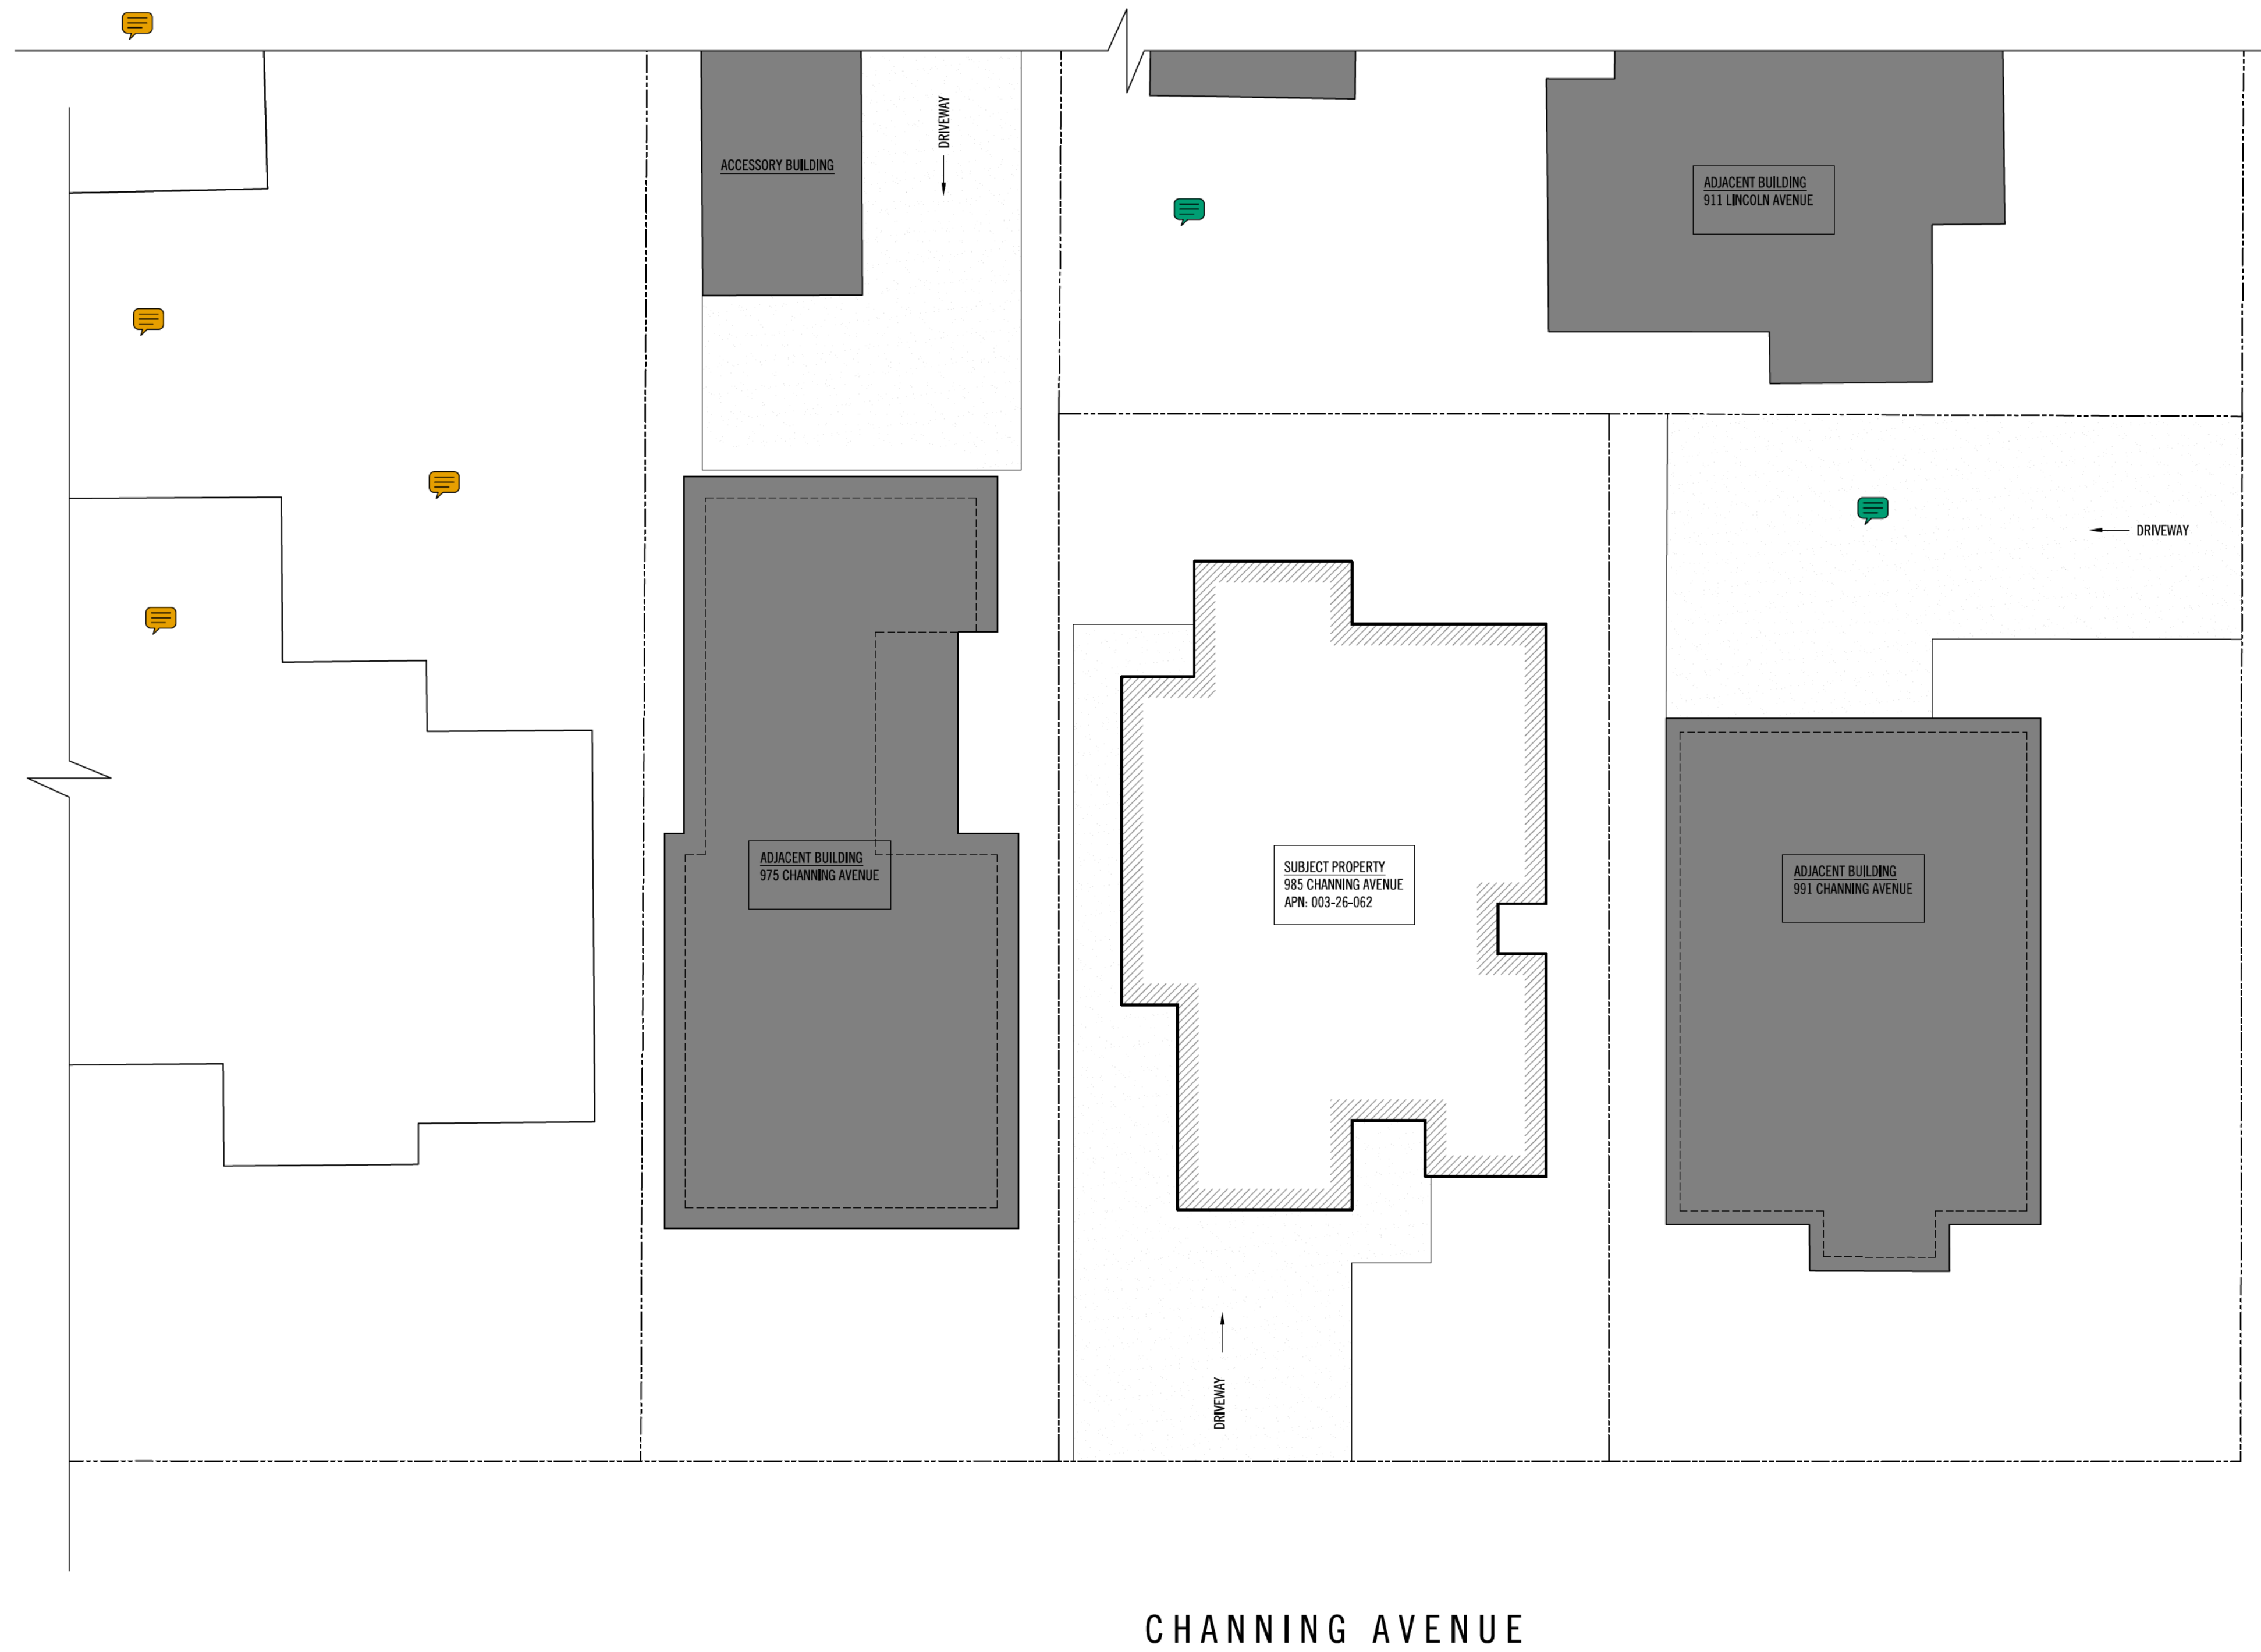 DRIVEWAY
ACCESSORY BUILDING
ADJACENT BUILDING
911 LINCOLN AVENUE
DRIVEWAY
ADJACENT BUILDING
975 CHANNING AVENUE
SUBJECT PROPERTY
985 CHANNING AVENUE
APN: 003-26-062
ADJACENT BUILDING
991 CHANNING AVENUE
DRIVEWAY
CHANNING AVENUE